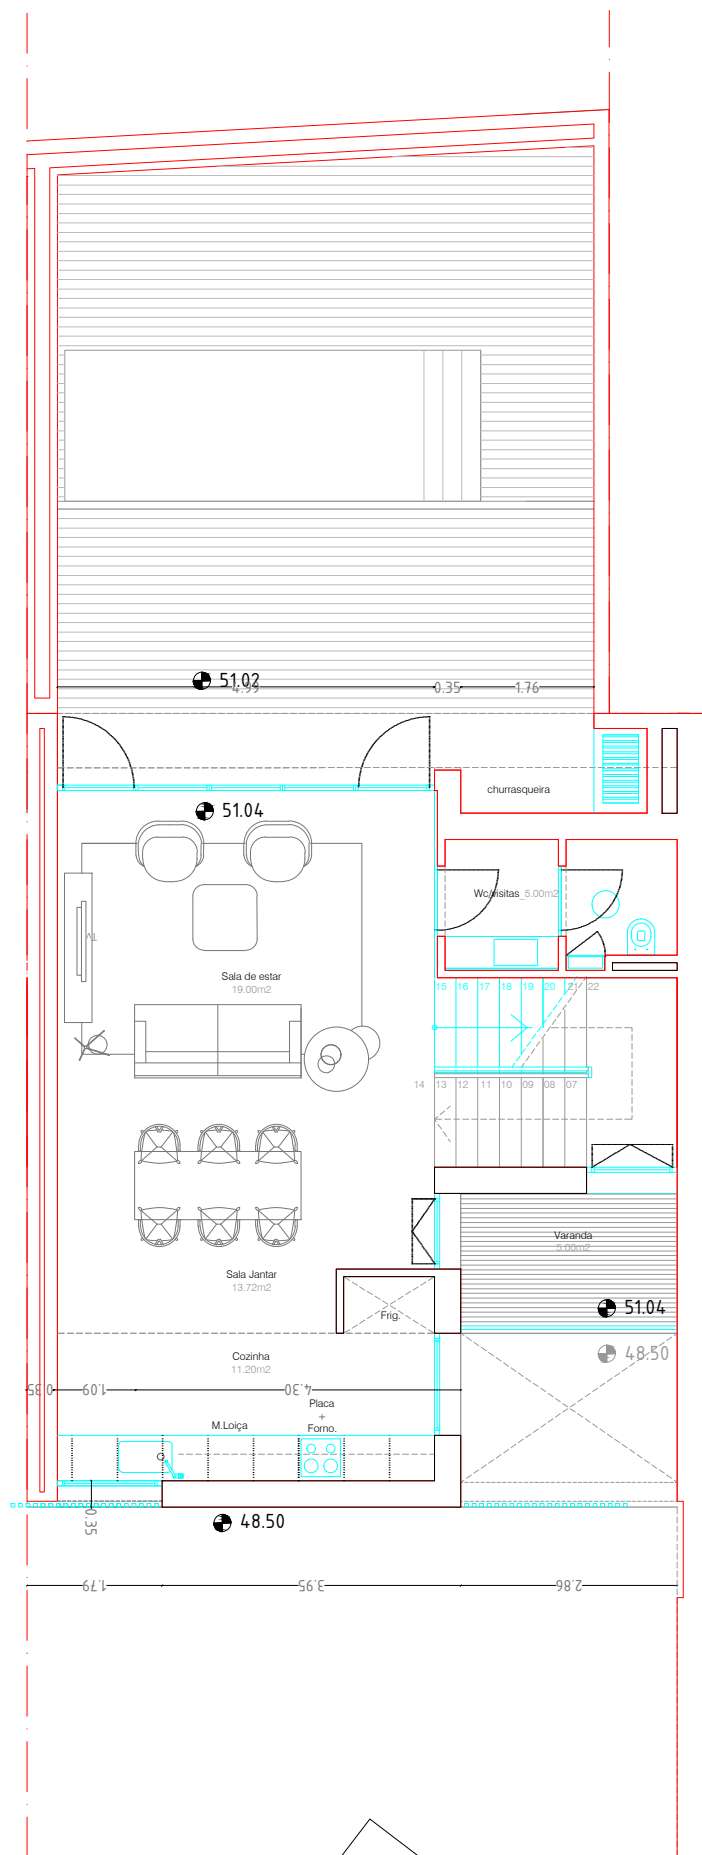 51.02
4.99
0.35
1.76
churrasqueira
51.04
TV
Wc/visitas_5.00m2
Sala de estar
19.00m2
15 16 17 18 19 20 21 22
14 13 12 11 10 09 08 07
Varanda
5.00m2
Sala Jantar
13.72m2
51.04
Frig.
48.50
Cozinha
11.20m2
0.35
1.09
4.30
Placa
+
Forno.
M.Loiça
0.35
48.50
1.79
3.95
2.86